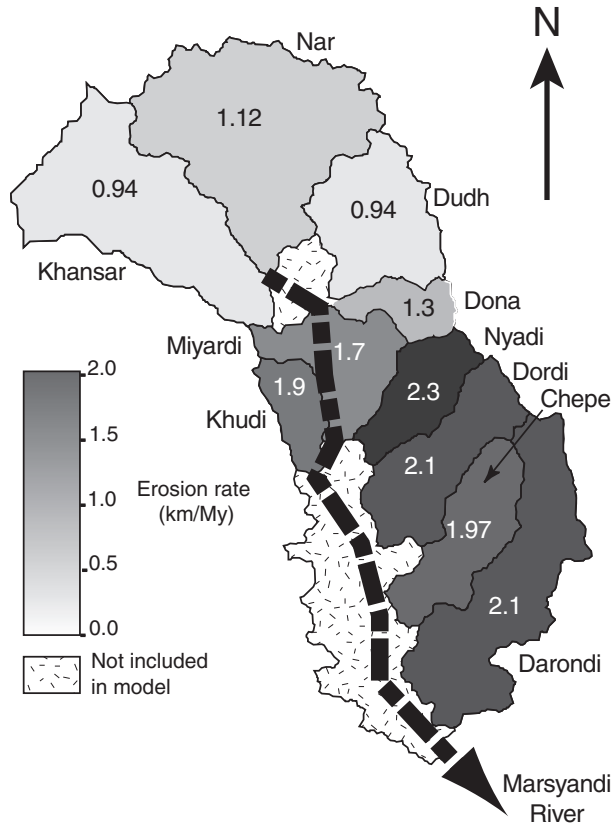 Nar
N
1.12
0.94
0.94
Dudh
Khansar
1.3
Dona
Miyardi
1.7
Nyadi
Dordi
Chepe
2.0
1.9
2.3
Khudi
1.5
2.1
Erosion rate
(km/My)
1.0
1.97
0.5
2.1
0.0
Not included
in model
Darondi
Marsyandi
River